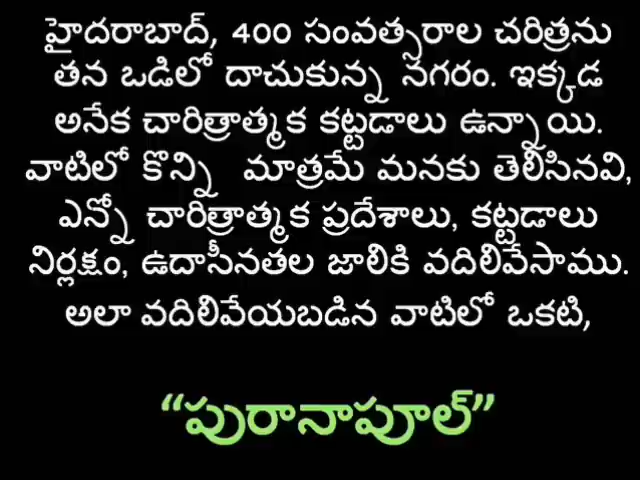 హైదరాబాద్, 400 సంవత్సరాల చరిత్రను
తన ఒడిలో దాచుకున్న నగరం. ఇక్కడ
అనేక చారిత్రాత్మక కట్టడాలు ఉన్నాయి.
వాటిలో కొన్ని మాత్రమే మనకు తెలిసినవి,
ఎన్నో చారిత్రాత్మక ప్రదేశాలు, కట్టడాలు
నిర్లక్షం, ఉదాసీనతల జాలికి వదిలివేసాము.
అలా వదిలివేయబడిన వాటిలో ఒకటి,
“పురానాపూల్”